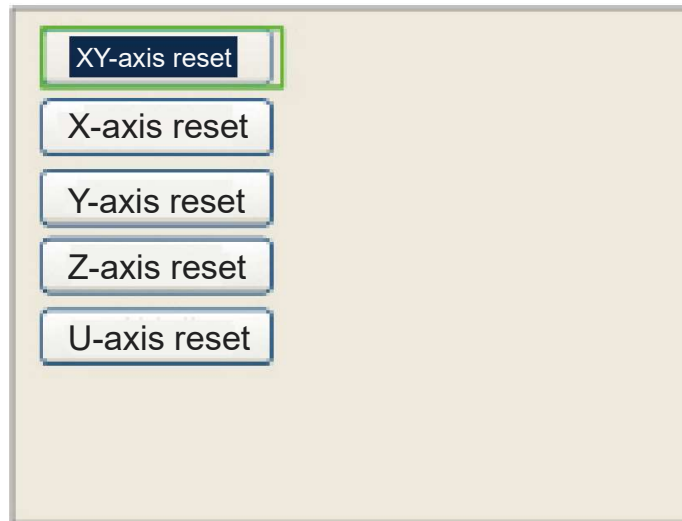 XY-axis reset
X-axis reset
Y-axis reset
Z-axis reset
U-axis reset